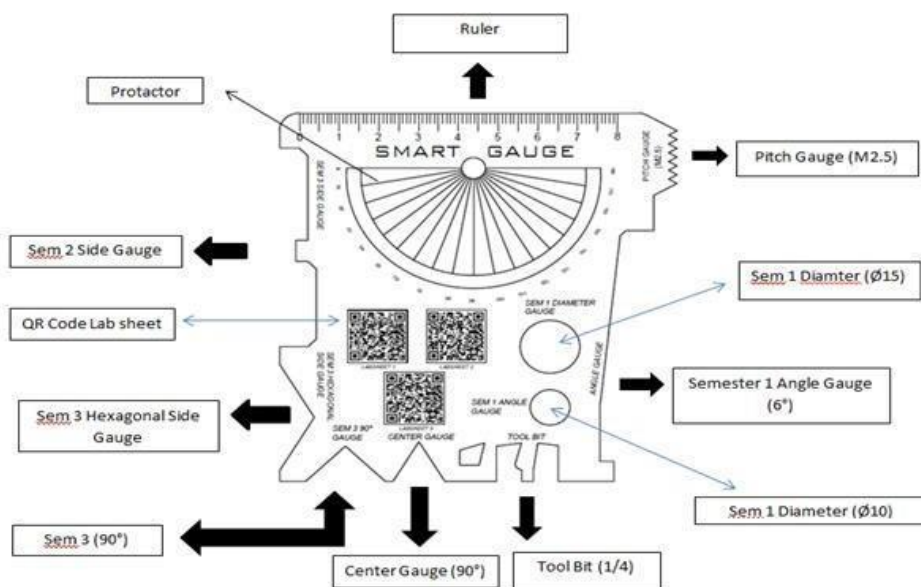 Ruler
Protactor
0 1 2 3 4 5 6 7 8
SMART GAUGE
PITCH GAUGE
(M2.5)
Pitch Gauge (M2.5)
SEM 3 SIDE GAUGE
Sem 2 Side Gauge
Sem 1 Diamter (Ø15)
SEM 1 DIAMETER
GAUGE
QR Code Lab sheet
LABSHEET 1
LABSHEET 2
ANGLE GAUGE
Semester 1 Angle Gauge
(6°)
SEM 3 HEXAGONAL
SIDE GAUGE
Sem 3 Hexagonal Side
Gauge
SEM 1 ANGLE
GAUGE
SEM 3 90°
GAUGE
CENTER GAUGE
TOOL BIT
Sem 1 Diameter (Ø10)
Sem 3 (90°)
Center Gauge (90°)
Tool Bit (1/4)